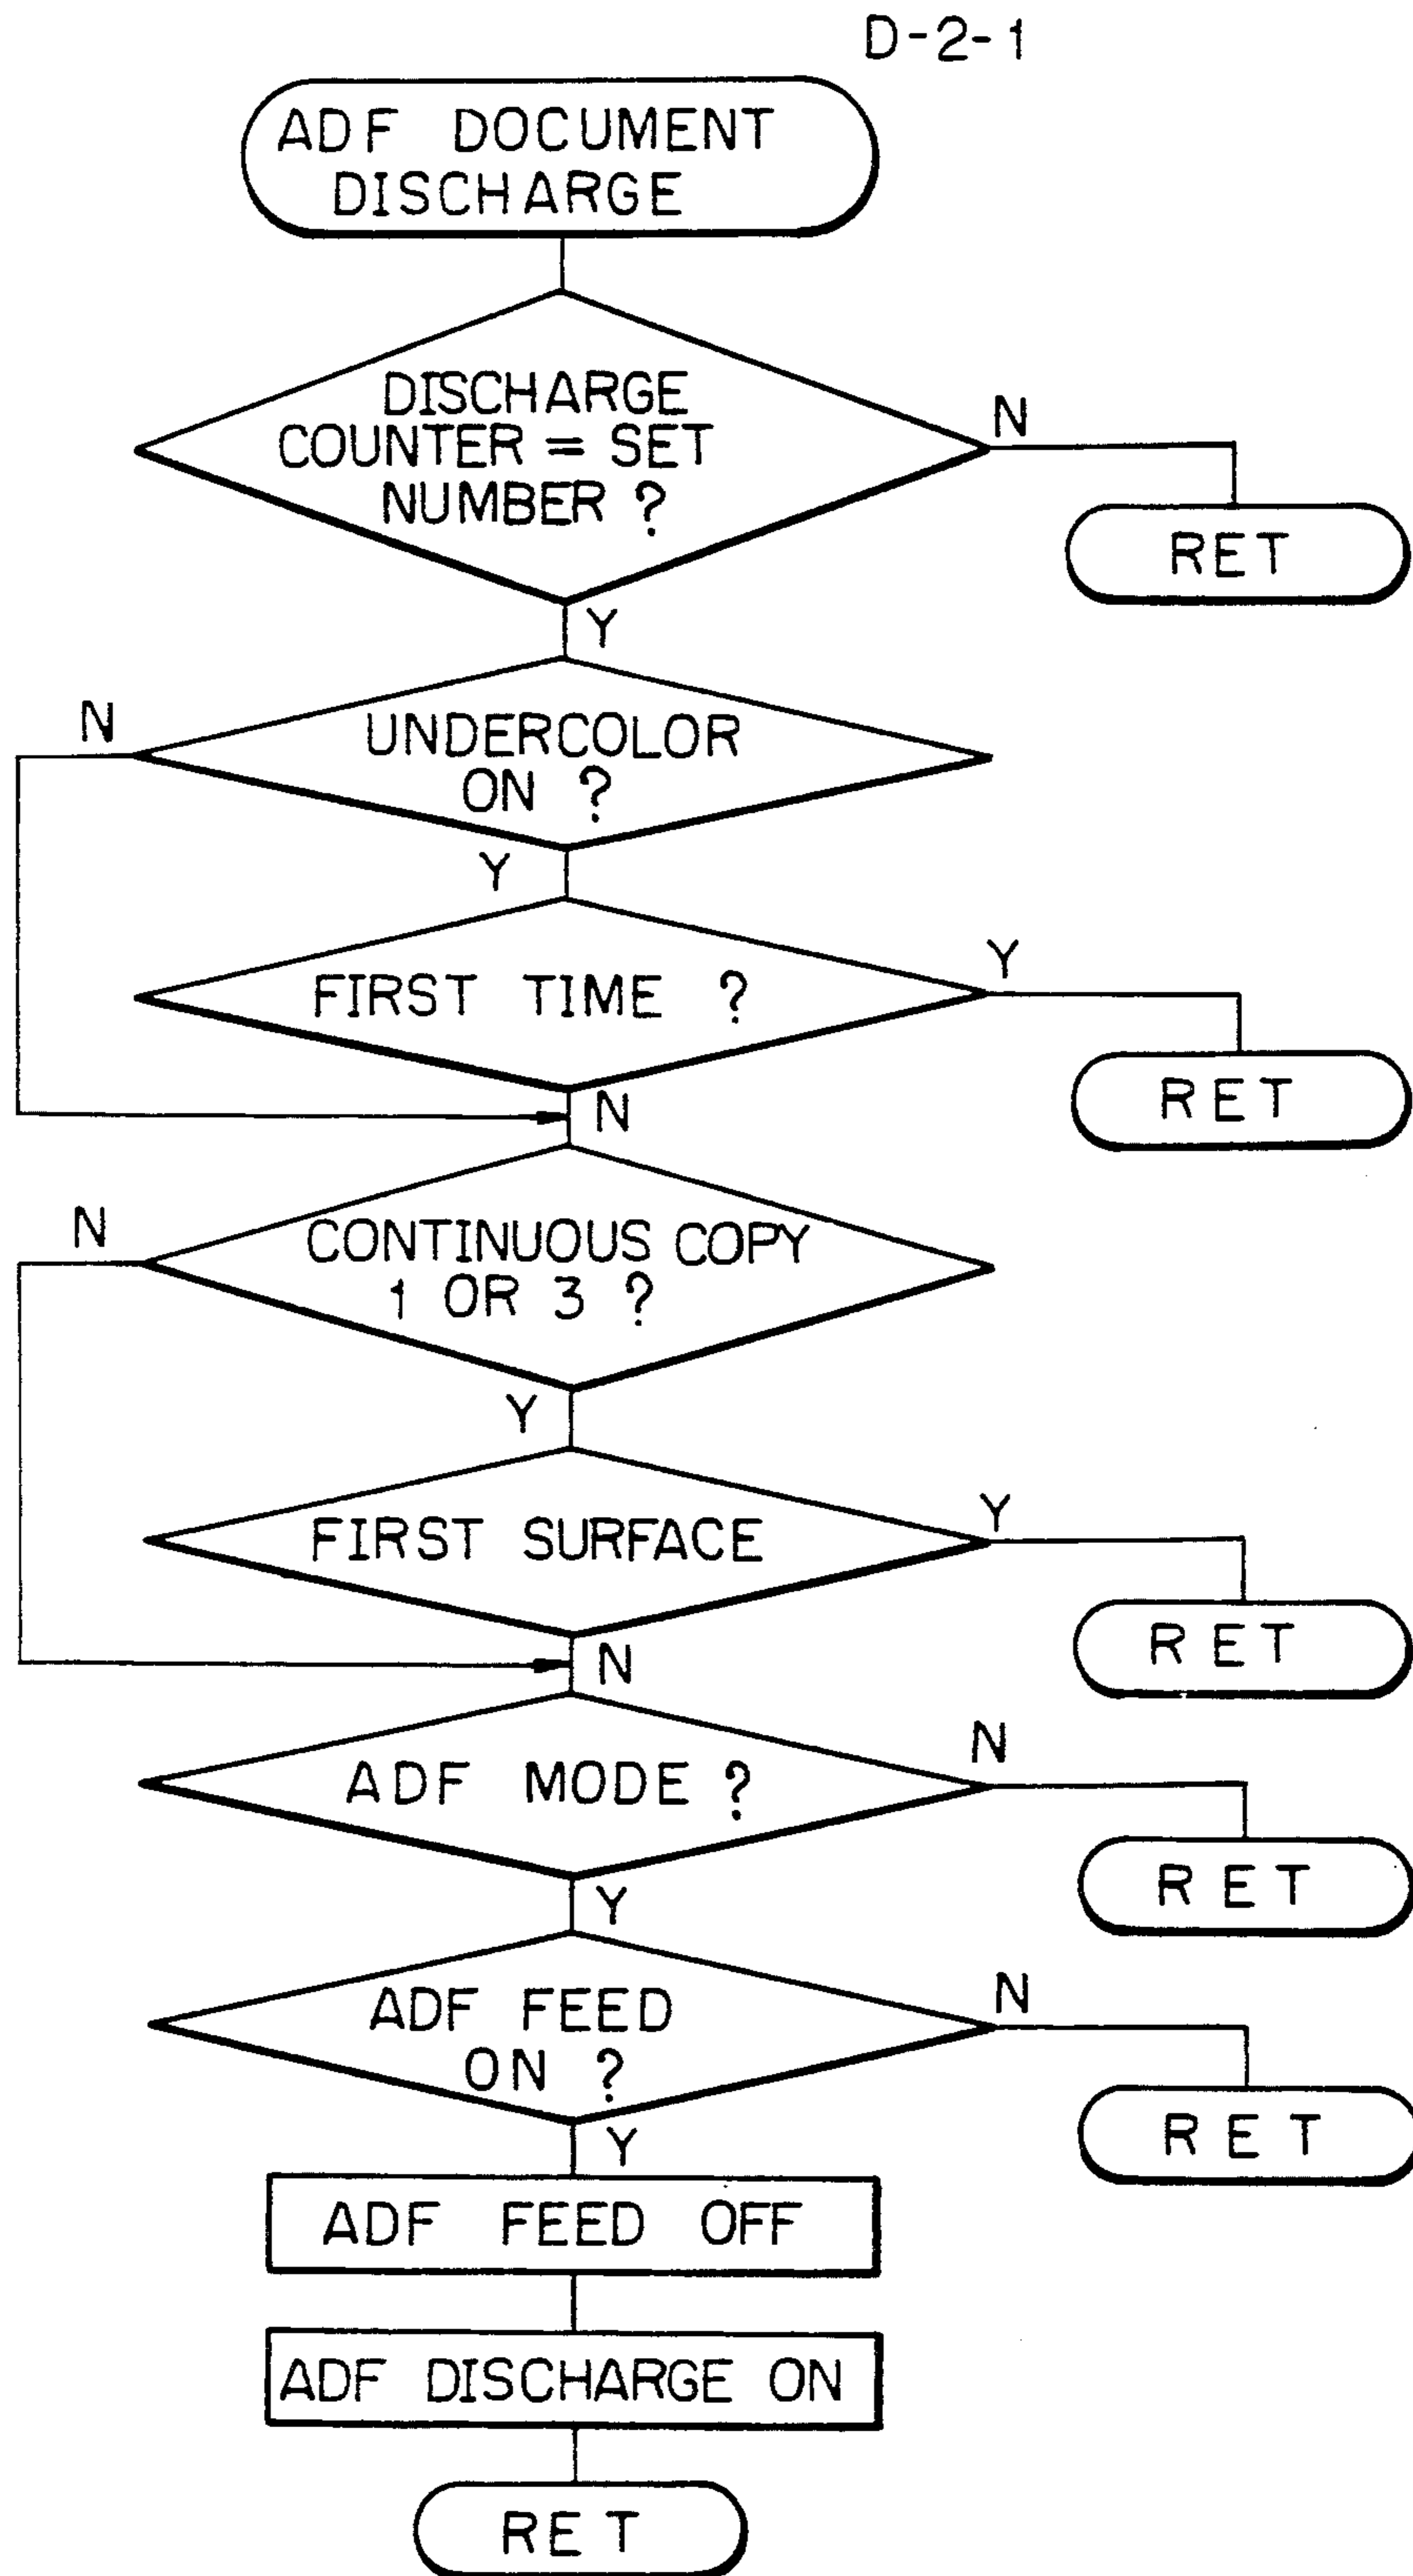 D-2-1
ADF DOCUMENT
DISCHARGE
DISCHARGE
COUNTER = SET
NUMBER ?
N
RET
Y
N
UNDERCOLOR
ON ?
Y
FIRST TIME ?
Y
RET
N
N
CONTINUOUS COPY
1 OR 3 ?
Y
FIRST SURFACE
Y
RET
N
ADF MODE ?
N
RET
Y
ADF FEED
ON ?
N
RET
Y
ADF FEED OFF
ADF DISCHARGE ON
RET